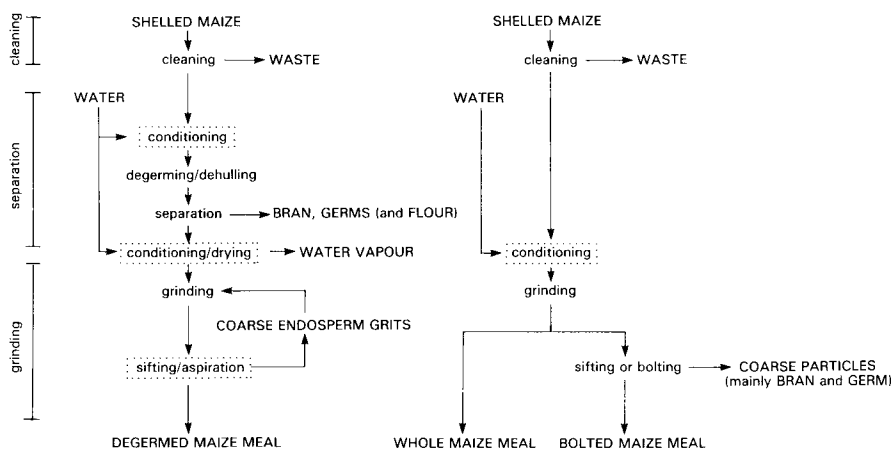 cleaning
separation
grinding
SHELLED MAIZE
cleaning
WASTE
WATER
conditioning
degerming/dehulling
separation
BRAN, GERMS (and FLOUR)
conditioning/drying
WATER VAPOUR
grinding
COARSE ENDOSPERM GRITS
sifting/aspiration
DEGERMED MAIZE MEAL
SHELLED MAIZE
cleaning
WASTE
WATER
conditioning
grinding
sifting or bolting
COARSE PARTICLES
(mainly BRAN and GERM)
WHOLE MAIZE MEAL
BOLTED MAIZE MEAL